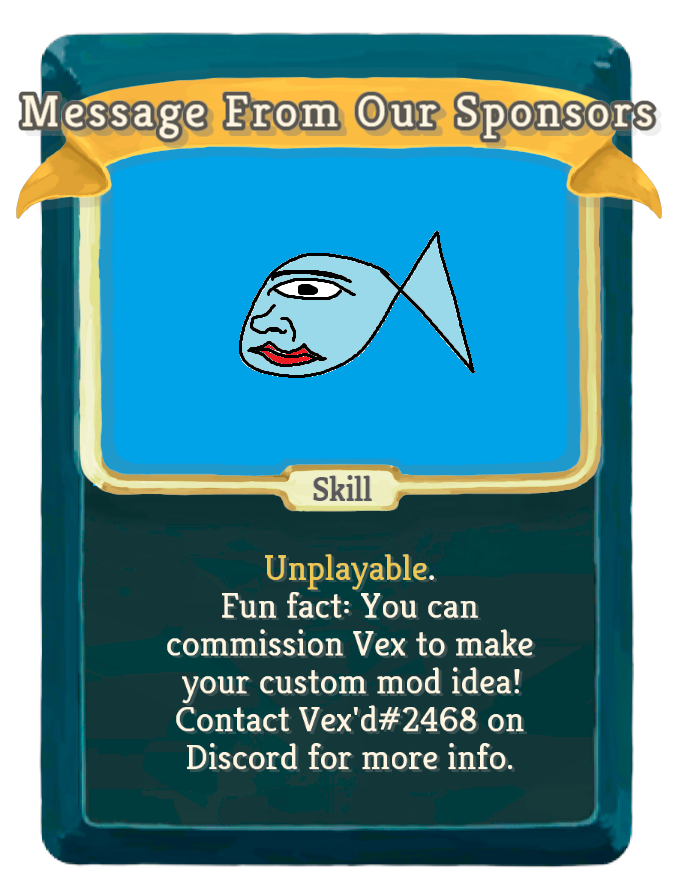 Message From Our Sponsors
Skill
Unplayable.
Fun fact: You can
commission Vex to make
your custom mod idea!
Contact Vex'd#2468 on
Discord for more info.